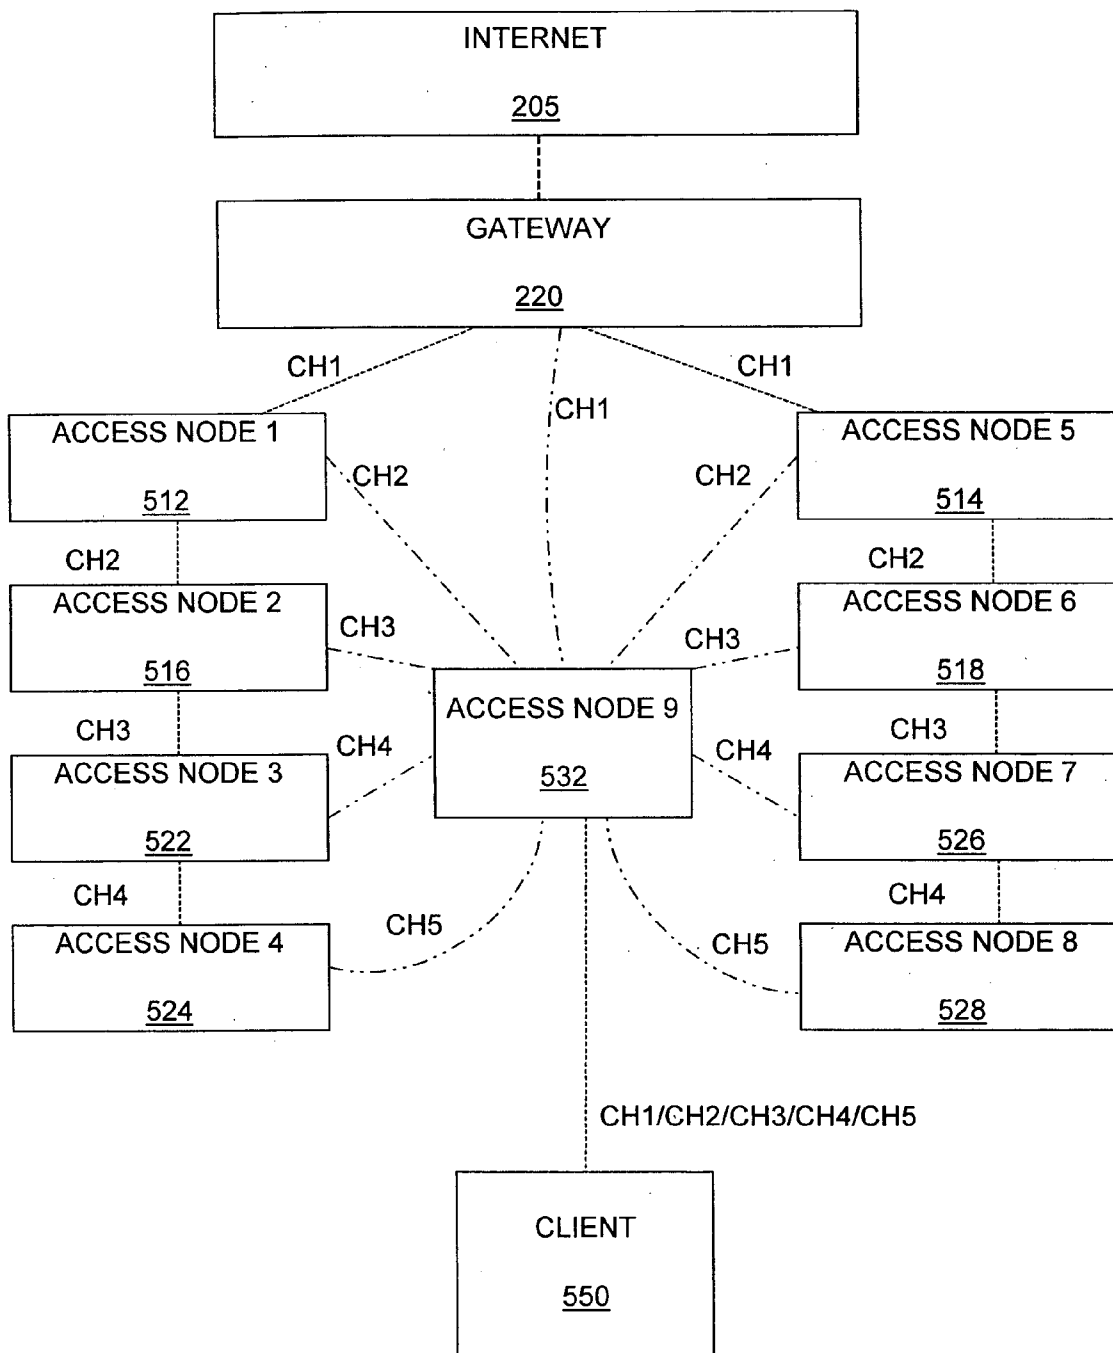 INTERNET
205
GATEWAY
220
CH1
CH1
CH1
ACCESS NODE 1
512
ACCESS NODE 5
514
CH2
CH2
CH2
CH2
ACCESS NODE 2
516
ACCESS NODE 6
518
CH3
CH3
ACCESS NODE 9
532
CH3
CH3
CH4
CH4
ACCESS NODE 3
522
ACCESS NODE 7
526
CH4
CH4
CH5
CH5
ACCESS NODE 4
524
ACCESS NODE 8
528
CH1/CH2/CH3/CH4/CH5
CLIENT
550